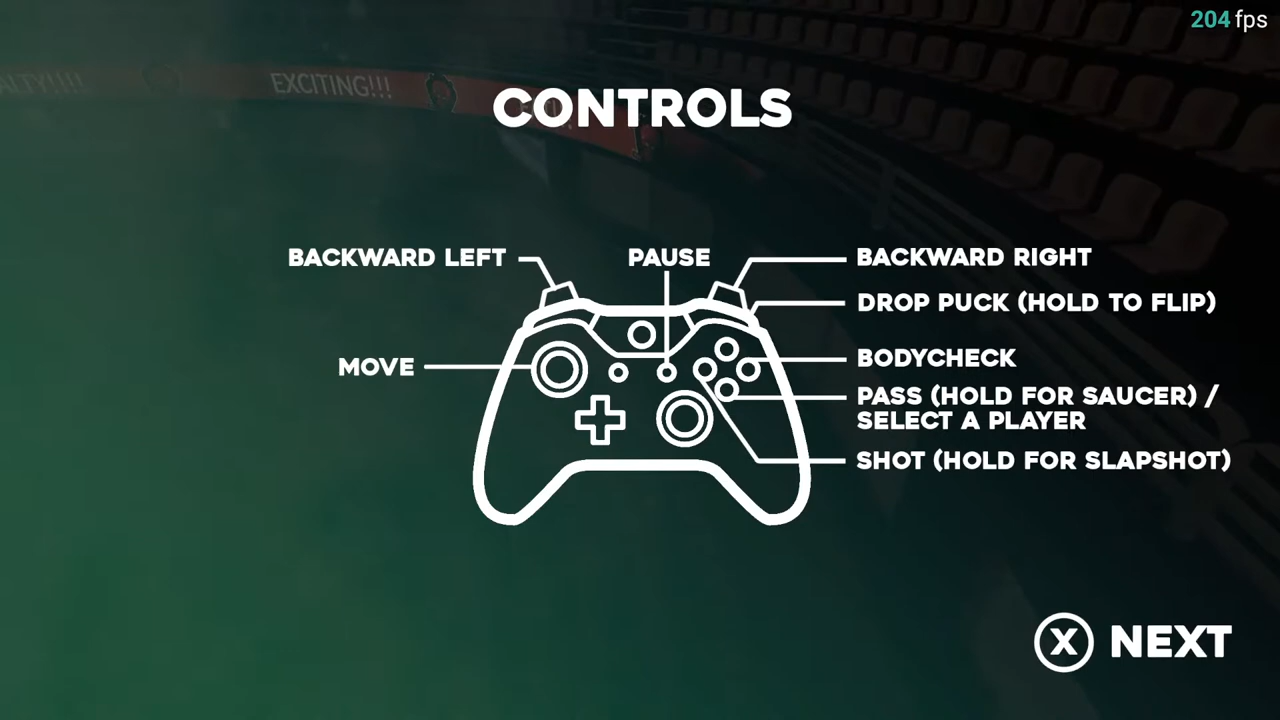 204 fps
ALTY!!!!
EXCITING!!!
CONTROLS
BACKWARD LEFT
PAUSE
BACKWARD RIGHT
DROP PUCK (HOLD TO FLIP)
MOVE
BODYCHECK
PASS (HOLD FOR SAUCER) /
SELECT A PLAYER
SHOT (HOLD FOR SLAPSHOT)
X NEXT